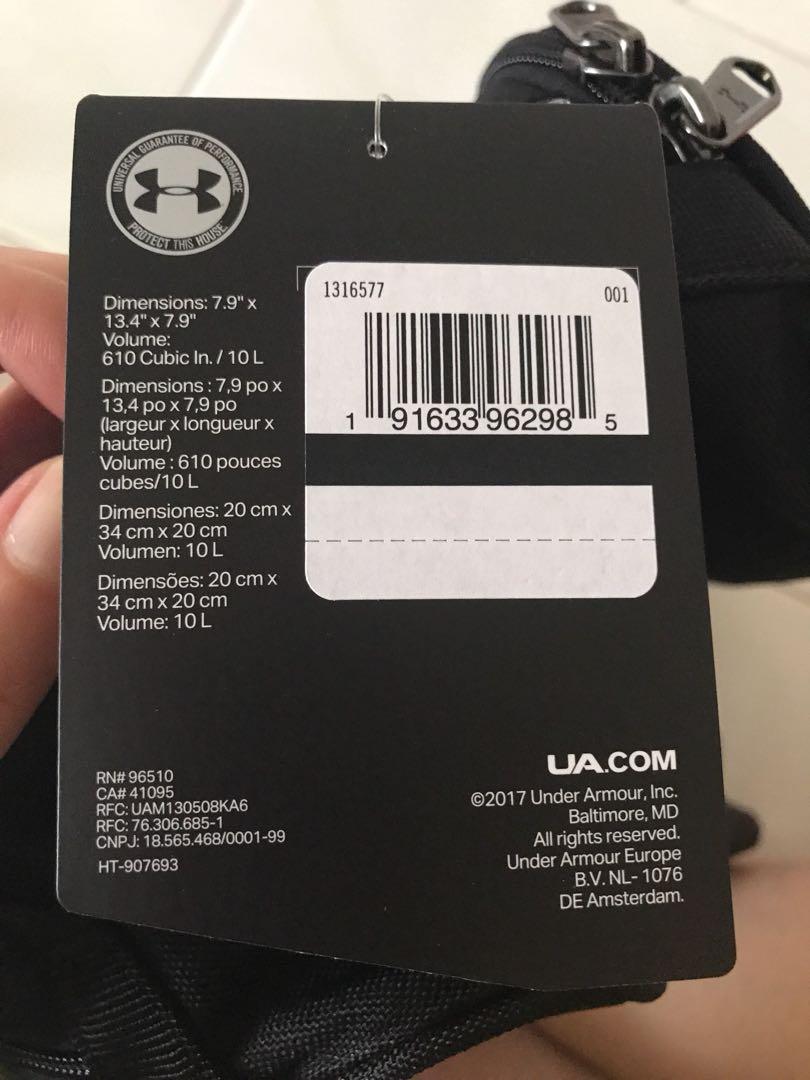 UNIVERSAL GUARANTEE OF PERFORMANCE
PROTECT THIS HOUSE
Dimensions: 7.9" x
13.4" x 7.9"
Volume:
610 Cubic In. / 10 L
Dimensions : 7,9 po x
13,4 po x 7,9 po
(largeur x longueur x
hauteur)
Volume : 610 pouces
cubes/10 L
Dimensiones: 20 cm x
34 cm x 20 cm
Volumen: 10 L
Dimensões: 20 cm x
34 cm x 20 cm
Volume: 10 L
1316577 001
1 91633 96298 5
RN# 96510
CA# 41095
RFC: UAM130508KA6
RFC: 76.306.685-1
CNPJ: 18.565.468/0001-99
HT-907693
UA.COM
©2017 Under Armour, Inc.
Baltimore, MD
All rights reserved.
Under Armour Europe
B.V. NL- 1076
DE Amsterdam.